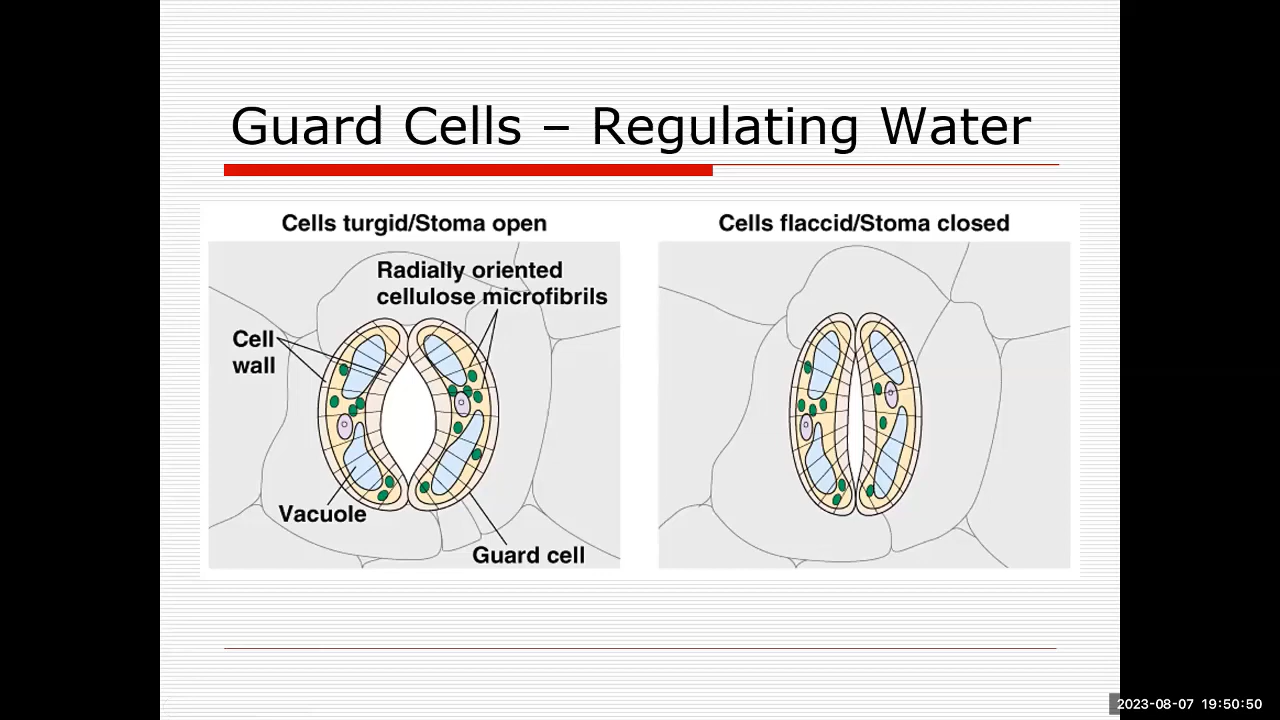 Guard Cells – Regulating Water
Cells turgid/Stoma open
Radially oriented
cellulose microfibrils
Cell
wall
Vacuole
Guard cell
Cells flaccid/Stoma closed
2023-08-07 19:50:50